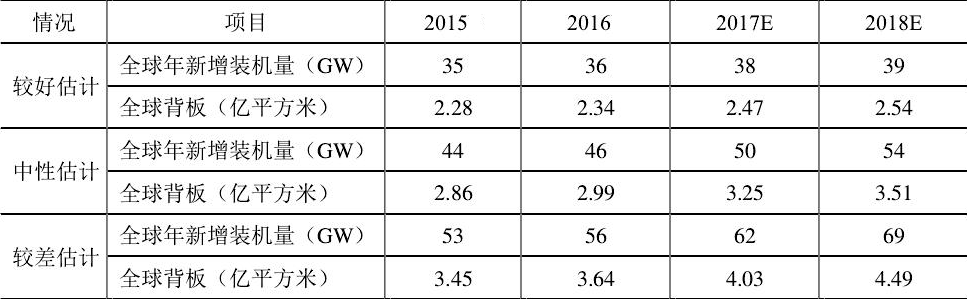 情况 项目 2015 2016 2017E 2018E
较好估计 全球年新增装机量（GW） 35 36 38 39
全球背板（亿平方米） 2.28 2.34 2.47 2.54
中性估计 全球年新增装机量（GW） 44 46 50 54
全球背板（亿平方米） 2.86 2.99 3.25 3.51
较差估计 全球年新增装机量（GW） 53 56 62 69
全球背板（亿平方米） 3.45 3.64 4.03 4.49